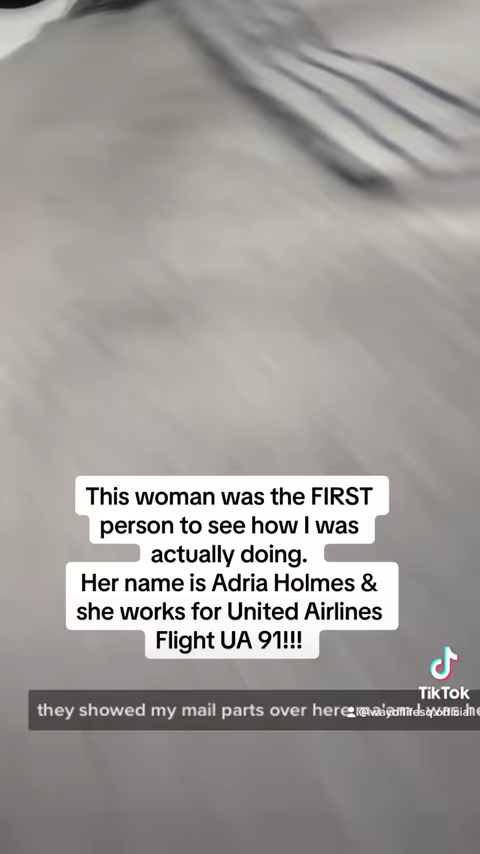 This woman was the FIRST
person to see how I was
actually doing.
Her name is Adria Holmes &
she works for United Airlines
Flight UA 91!!!
TikTok
they showed my mail parts over here